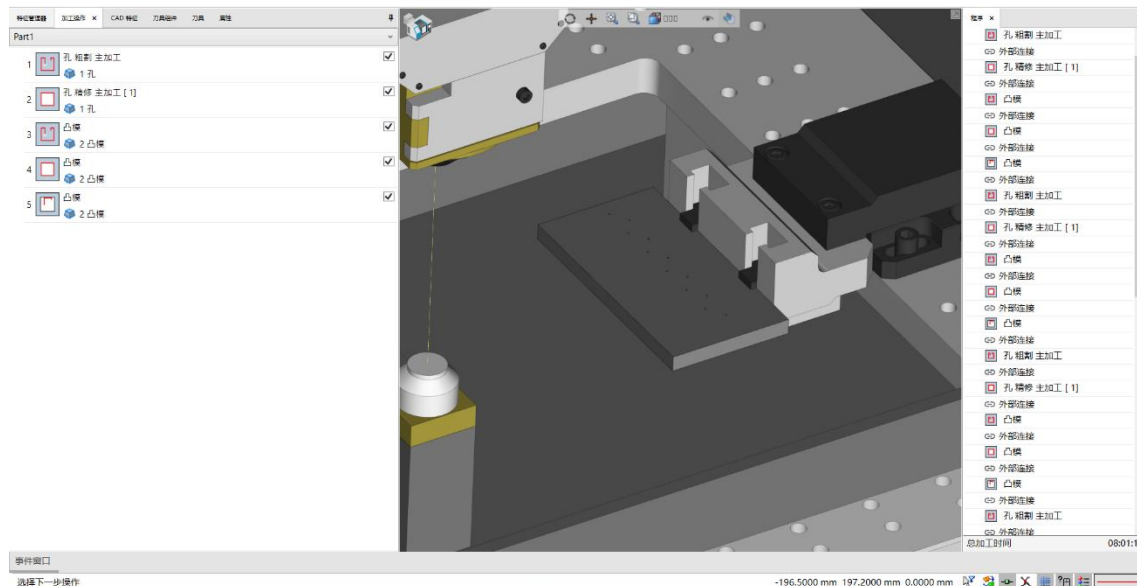 特征管理器 加工操作 × CAD 特征 刀具组件 刀具 属性
Part1
1 孔 粗割 主加工
1 孔
2 孔 精修 主加工 [ 1]
1 孔
3 凸模
2 凸模
4 凸模
2 凸模
5 凸模
2 凸模
程序 ×
孔 粗割 主加工
外部连接
孔 精修 主加工 [ 1]
外部连接
凸模
外部连接
凸模
外部连接
凸模
外部连接
孔 粗割 主加工
外部连接
孔 精修 主加工 [ 1]
外部连接
凸模
外部连接
凸模
外部连接
凸模
外部连接
孔 粗割 主加工
外部连接
孔 精修 主加工 [ 1]
外部连接
凸模
外部连接
凸模
外部连接
凸模
外部连接
孔 粗割 主加工
外部连接
总加工时间 08:01:1
事件窗口
选择下一步操作
-196.5000 mm 197.2000 mm 0.0000 mm